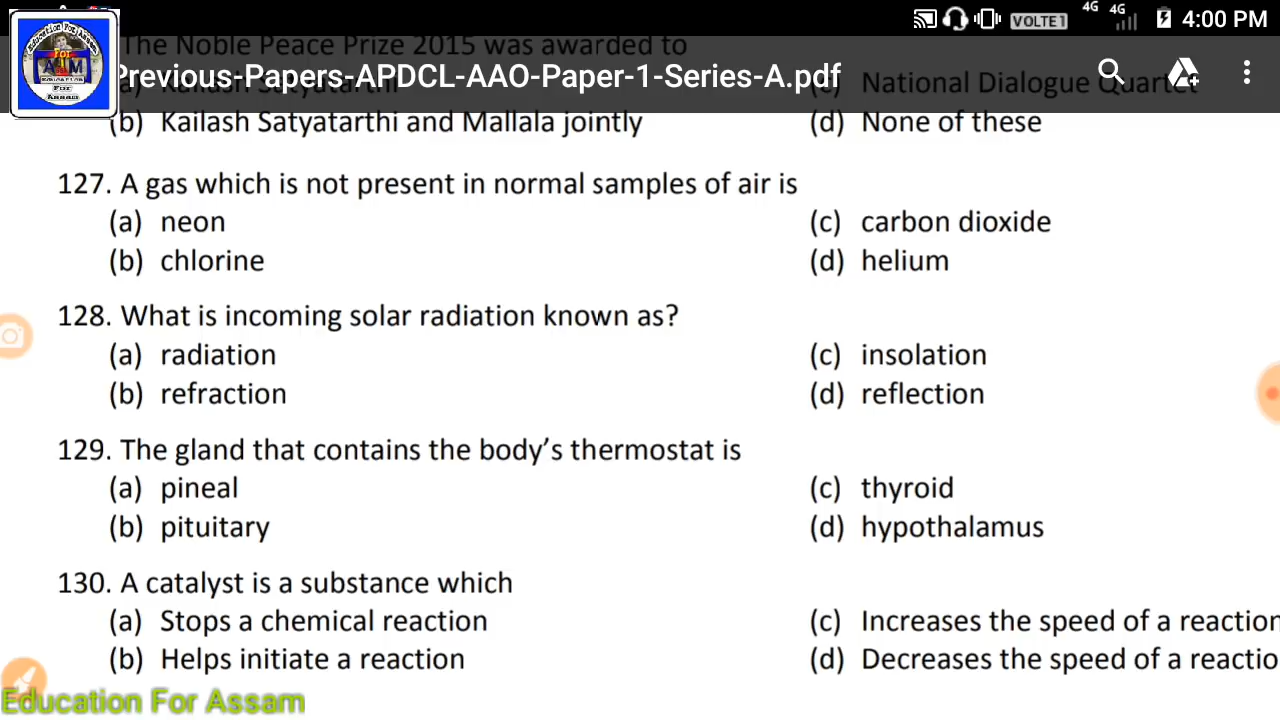 VOLTE1 4G 4G 4:00 PM
The Noble Peace Prize 2015 was awarded to
Previous-Papers-APDCL-AAO-Paper-1-Series-A.pdf
(a) Kailash Satyatarthi (c) National Dialogue Quartet
(b) Kailash Satyatarthi and Mallala jointly (d) None of these
127. A gas which is not present in normal samples of air is
(a) neon (c) carbon dioxide
(b) chlorine (d) helium
128. What is incoming solar radiation known as?
(a) radiation (c) insolation
(b) refraction (d) reflection
129. The gland that contains the body's thermostat is
(a) pineal (c) thyroid
(b) pituitary (d) hypothalamus
130. A catalyst is a substance which
(a) Stops a chemical reaction (c) Increases the speed of a reaction
(b) Helps initiate a reaction (d) Decreases the speed of a reactio
Education For Assam